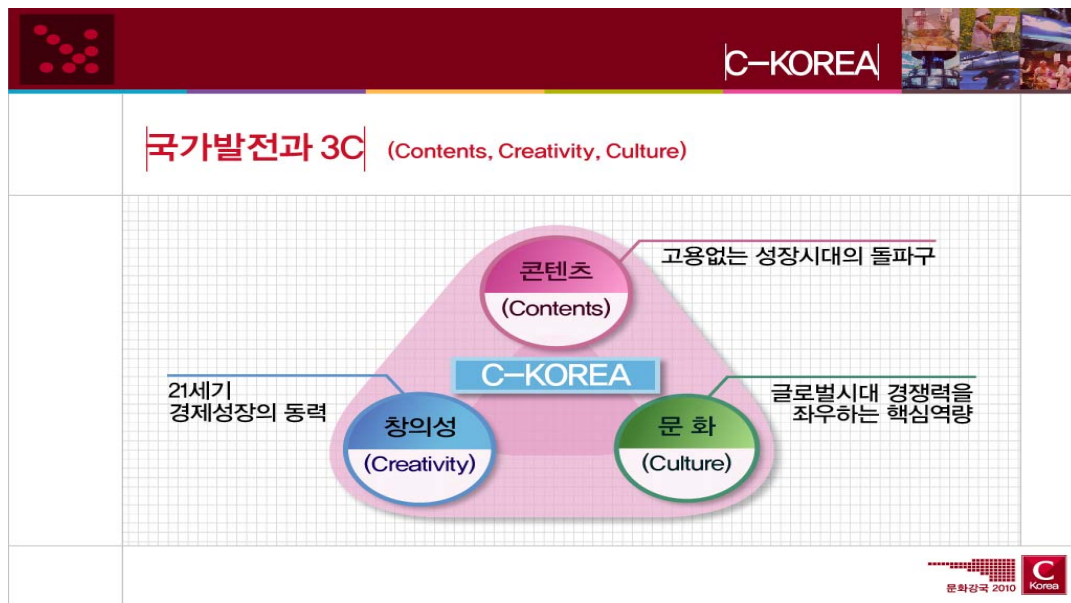 C-KOREA
국가발전과 3C (Contents, Creativity, Culture)
콘텐츠
(Contents)
고용없는 성장시대의 돌파구
C-KOREA
21세기
경제성장의 동력
창의성
(Creativity)
문 화
(Culture)
글로벌시대 경쟁력을
좌우하는 핵심역량
문화강국 2010
C
Korea